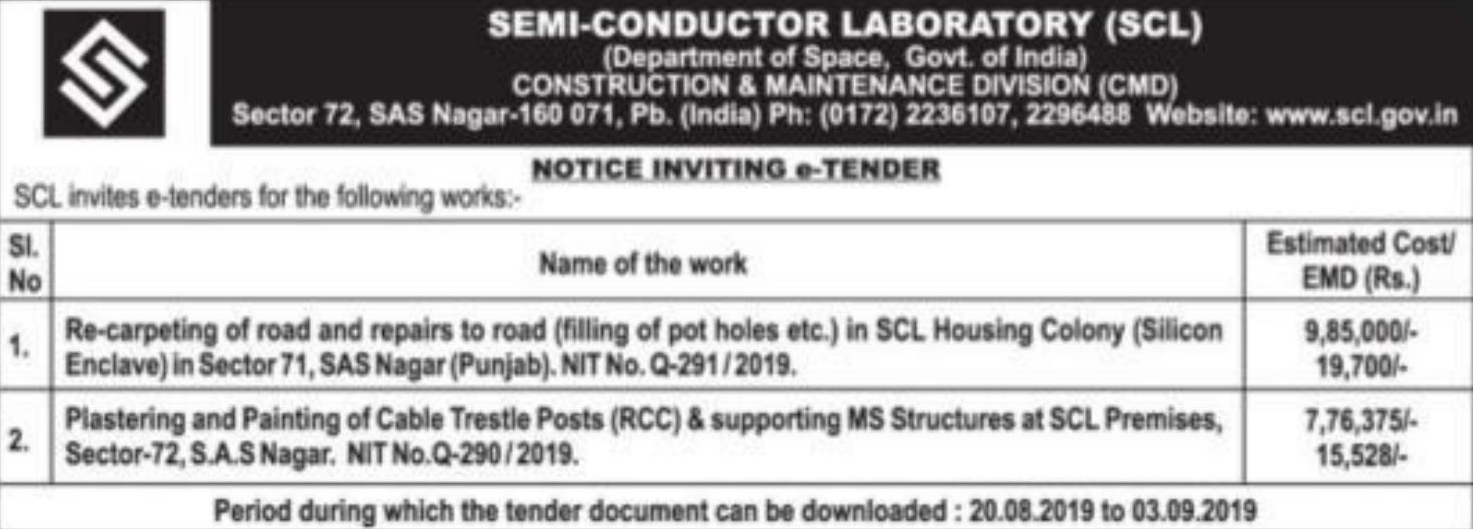 SEMI-CONDUCTOR LABORATORY (SCL)
(Department of Space, Govt. of India)
CONSTRUCTION & MAINTENANCE DIVISION (CMD)
Sector 72, SAS Nagar-160 071, Pb. (India) Ph: (0172) 2236107, 2296488 Website: www.scl.gov.in
NOTICE INVITING e-TENDER
SCL invites e-tenders for the following works:-
Sl. No
Name of the work
Estimated Cost/
EMD (Rs.)
1.
Re-carpeting of road and repairs to road (filling of pot holes etc.) in SCL Housing Colony (Silicon
Enclave) in Sector 71, SAS Nagar (Punjab). NIT No. Q-291/2019.
9,85,000/-
19,700/-
2.
Plastering and Painting of Cable Trestle Posts (RCC) & supporting MS Structures at SCL Premises,
Sector-72, S.A.S Nagar. NIT No.Q-290/2019.
7,76,375/-
15,528/-
Period during which the tender document can be downloaded : 20.08.2019 to 03.09.2019